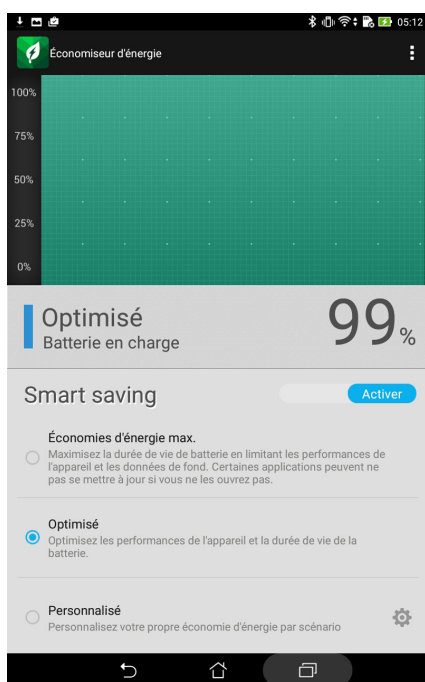 05:12
Économiseur d'énergie
100%
75%
50%
25%
0%
Optimisé
Batterie en charge
99%
Smart saving
Activer
Économies d'énergie max.
Maximisez la durée de vie de batterie en limitant les performances de
l'appareil et les données de fond. Certaines applications peuvent ne
pas se mettre à jour si vous ne les ouvrez pas.
Optimisé
Optimisez les performances de l'appareil et la durée de vie de la
batterie.
Personnalisé
Personnalisez votre propre économie d'énergie par scénario